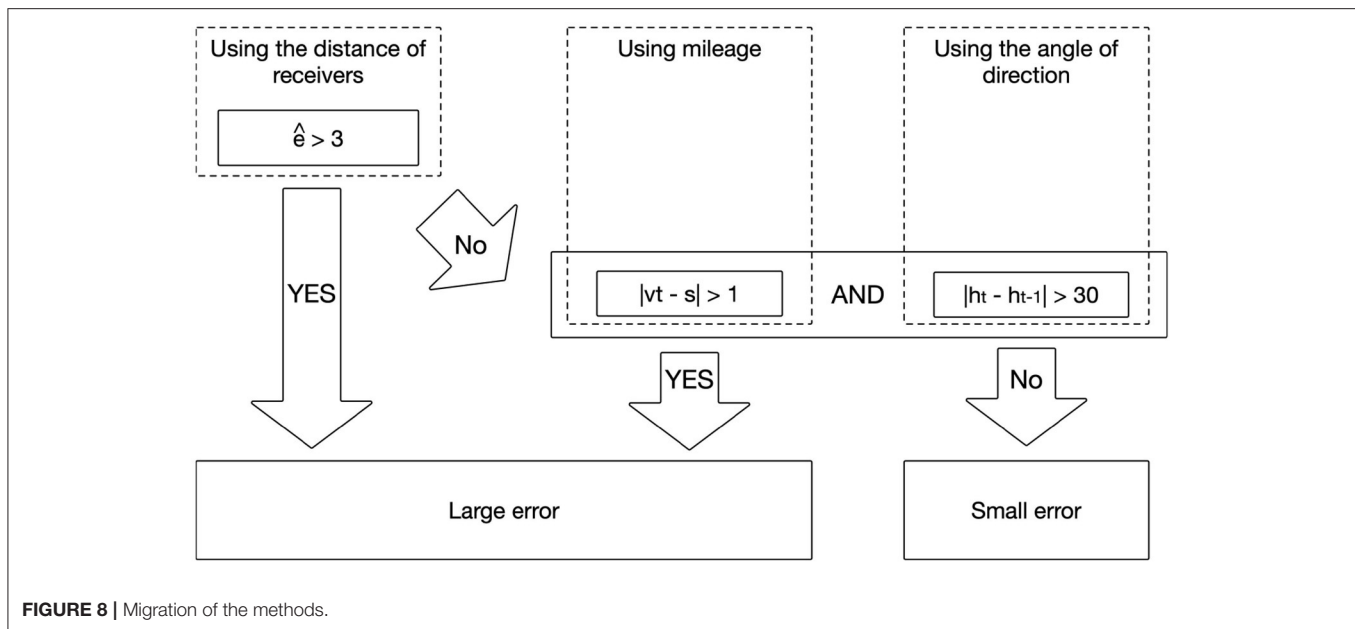 Using the distance of
receivers
ê > 3
Using mileage
Using the angle of
direction
No
YES
|vt - s| > 1
AND
|ht - ht-1| > 30
YES
No
Large error
Small error
FIGURE 8 | Migration of the methods.